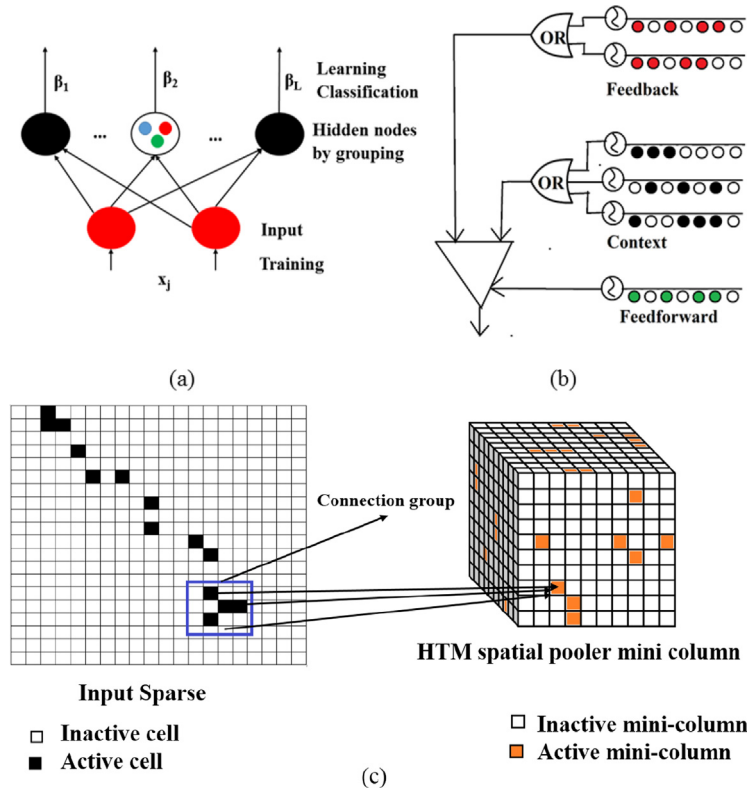 β1
β2
βL
Learning
Classification
...
...
Hidden nodes
by grouping
Input
Training
xj
(a)
OR
Feedback
OR
Context
Feedforward
(b)
Connection group
Input Sparse
HTM spatial pooler mini column
Inactive cell
Active cell
Inactive mini-column
Active mini-column
(c)